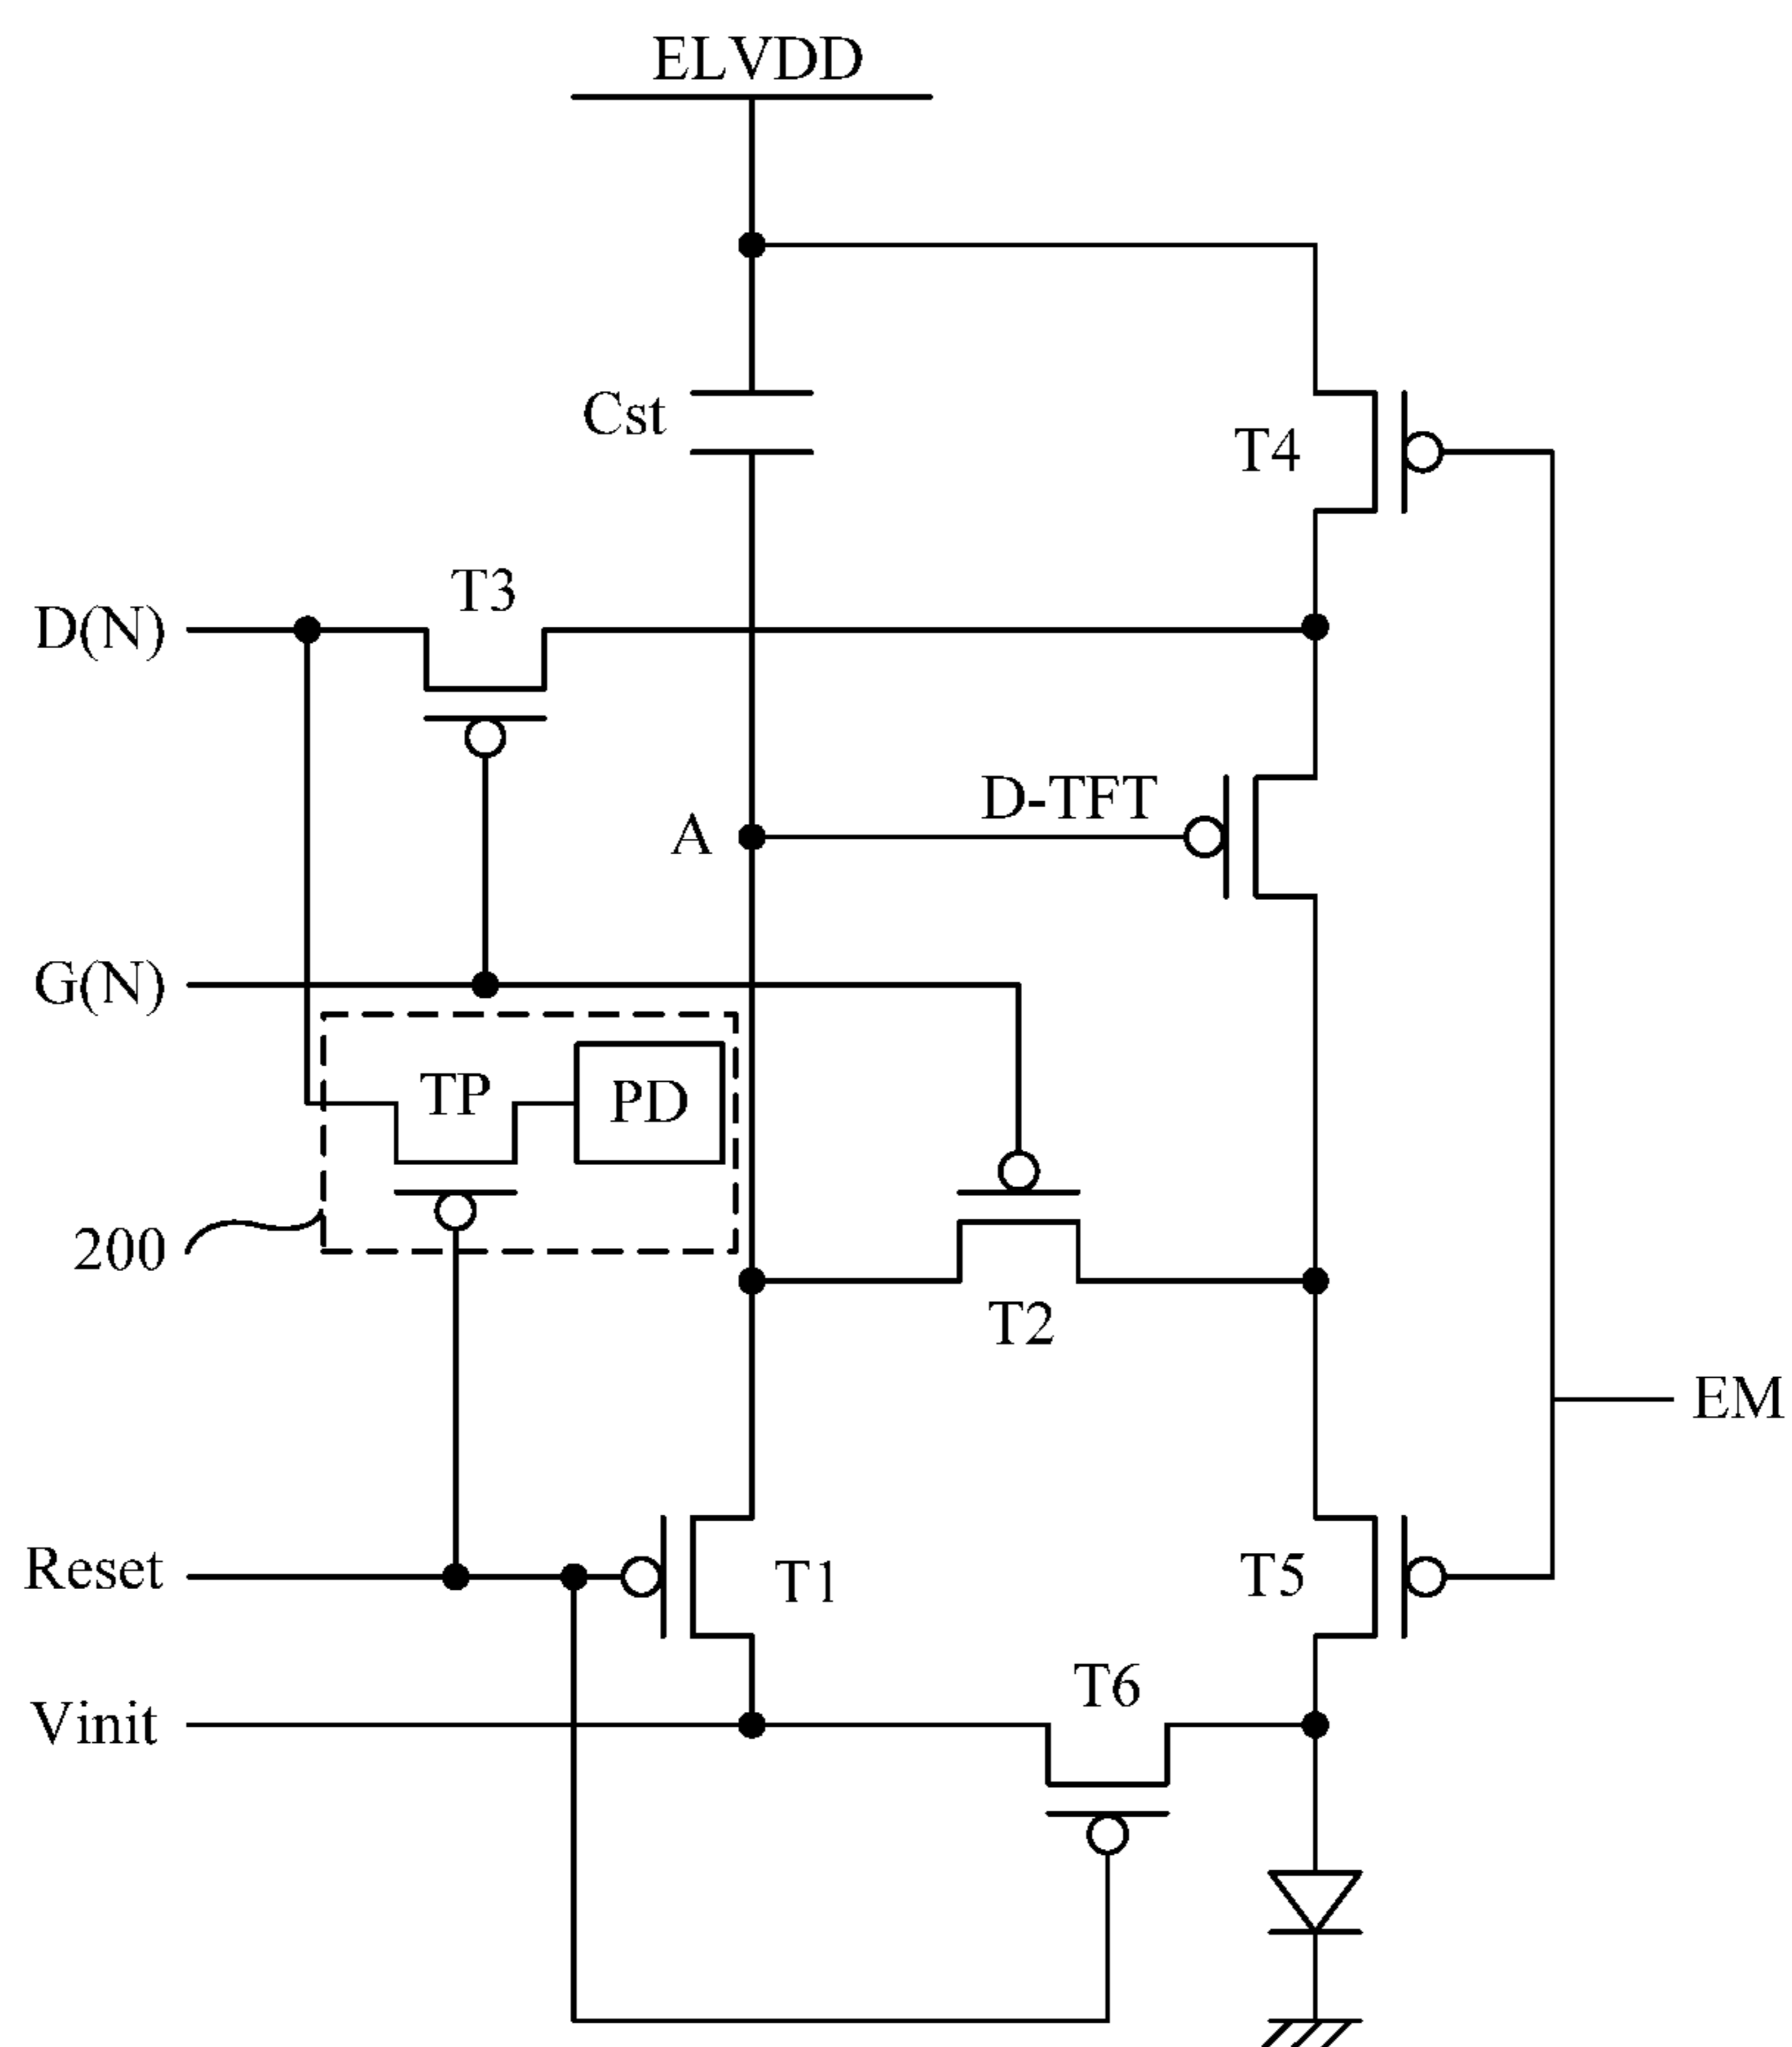 ELVDD
Cst
T4
T3
D(N)
D-TFT
A
G(N)
TP
PD
200
T2
EM
Reset
T1
T5
T6
Vinit